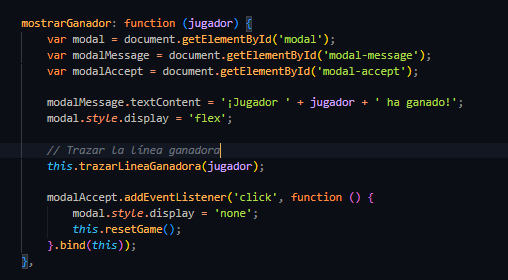 mostrarGanador: function (jugador) {
var modal = document.getElementById('modal');
var modalMessage = document.getElementById('modal-message');
var modalAccept = document.getElementById('modal-accept');
modalMessage.textContent = '¡Jugador ' + jugador + ' ha ganado!';
modal.style.display = 'flex';
// Trazar la línea ganadora
this.trazarLineaGanadora(jugador);
modalAccept.addEventListener('click', function () {
modal.style.display = 'none';
this.resetGame();
}.bind(this));
},